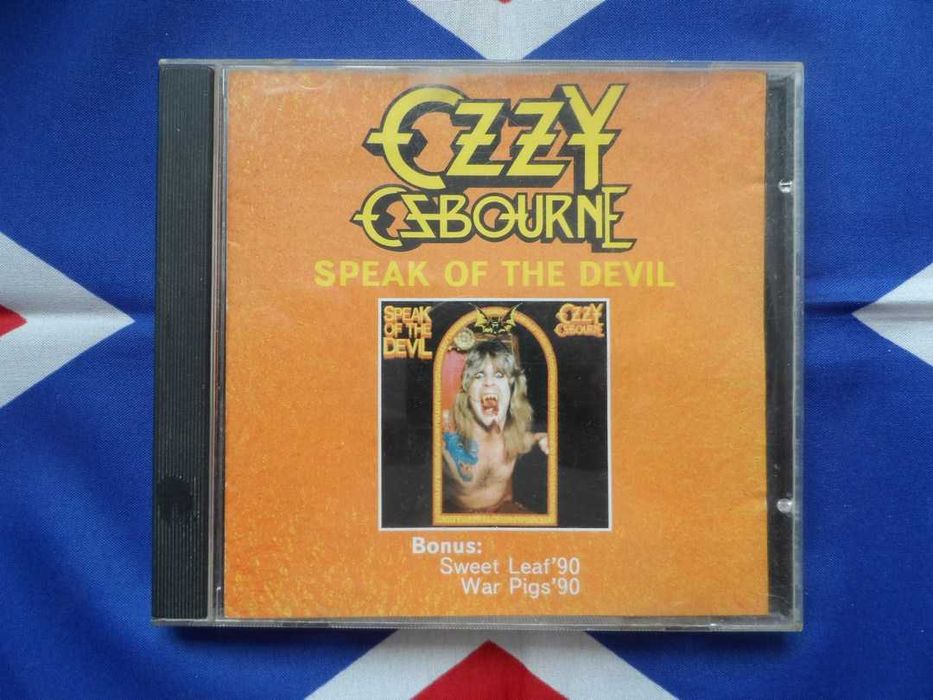 OZZY
OSBOURNE
SPEAK OF THE DEVIL
SPEAK
OF THE
DEVIL
OZZY
OSBOURNE
Bonus:
Sweet Leaf'90
War Pigs'90